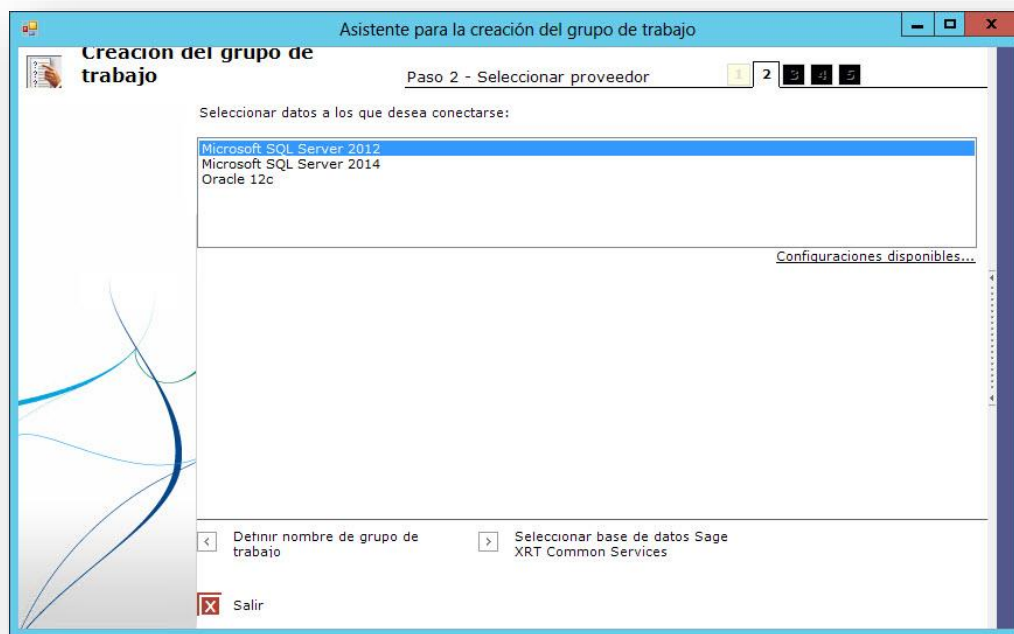 Asistente para la creación del grupo de trabajo
Creación del grupo de
trabajo
Paso 2 - Seleccionar proveedor
1 2 3 4 5
Seleccionar datos a los que desea conectarse:
Microsoft SQL Server 2012
Microsoft SQL Server 2014
Oracle 12c
Configuraciones disponibles...
Definir nombre de grupo de
trabajo
Seleccionar base de datos Sage
XRT Common Services
Salir